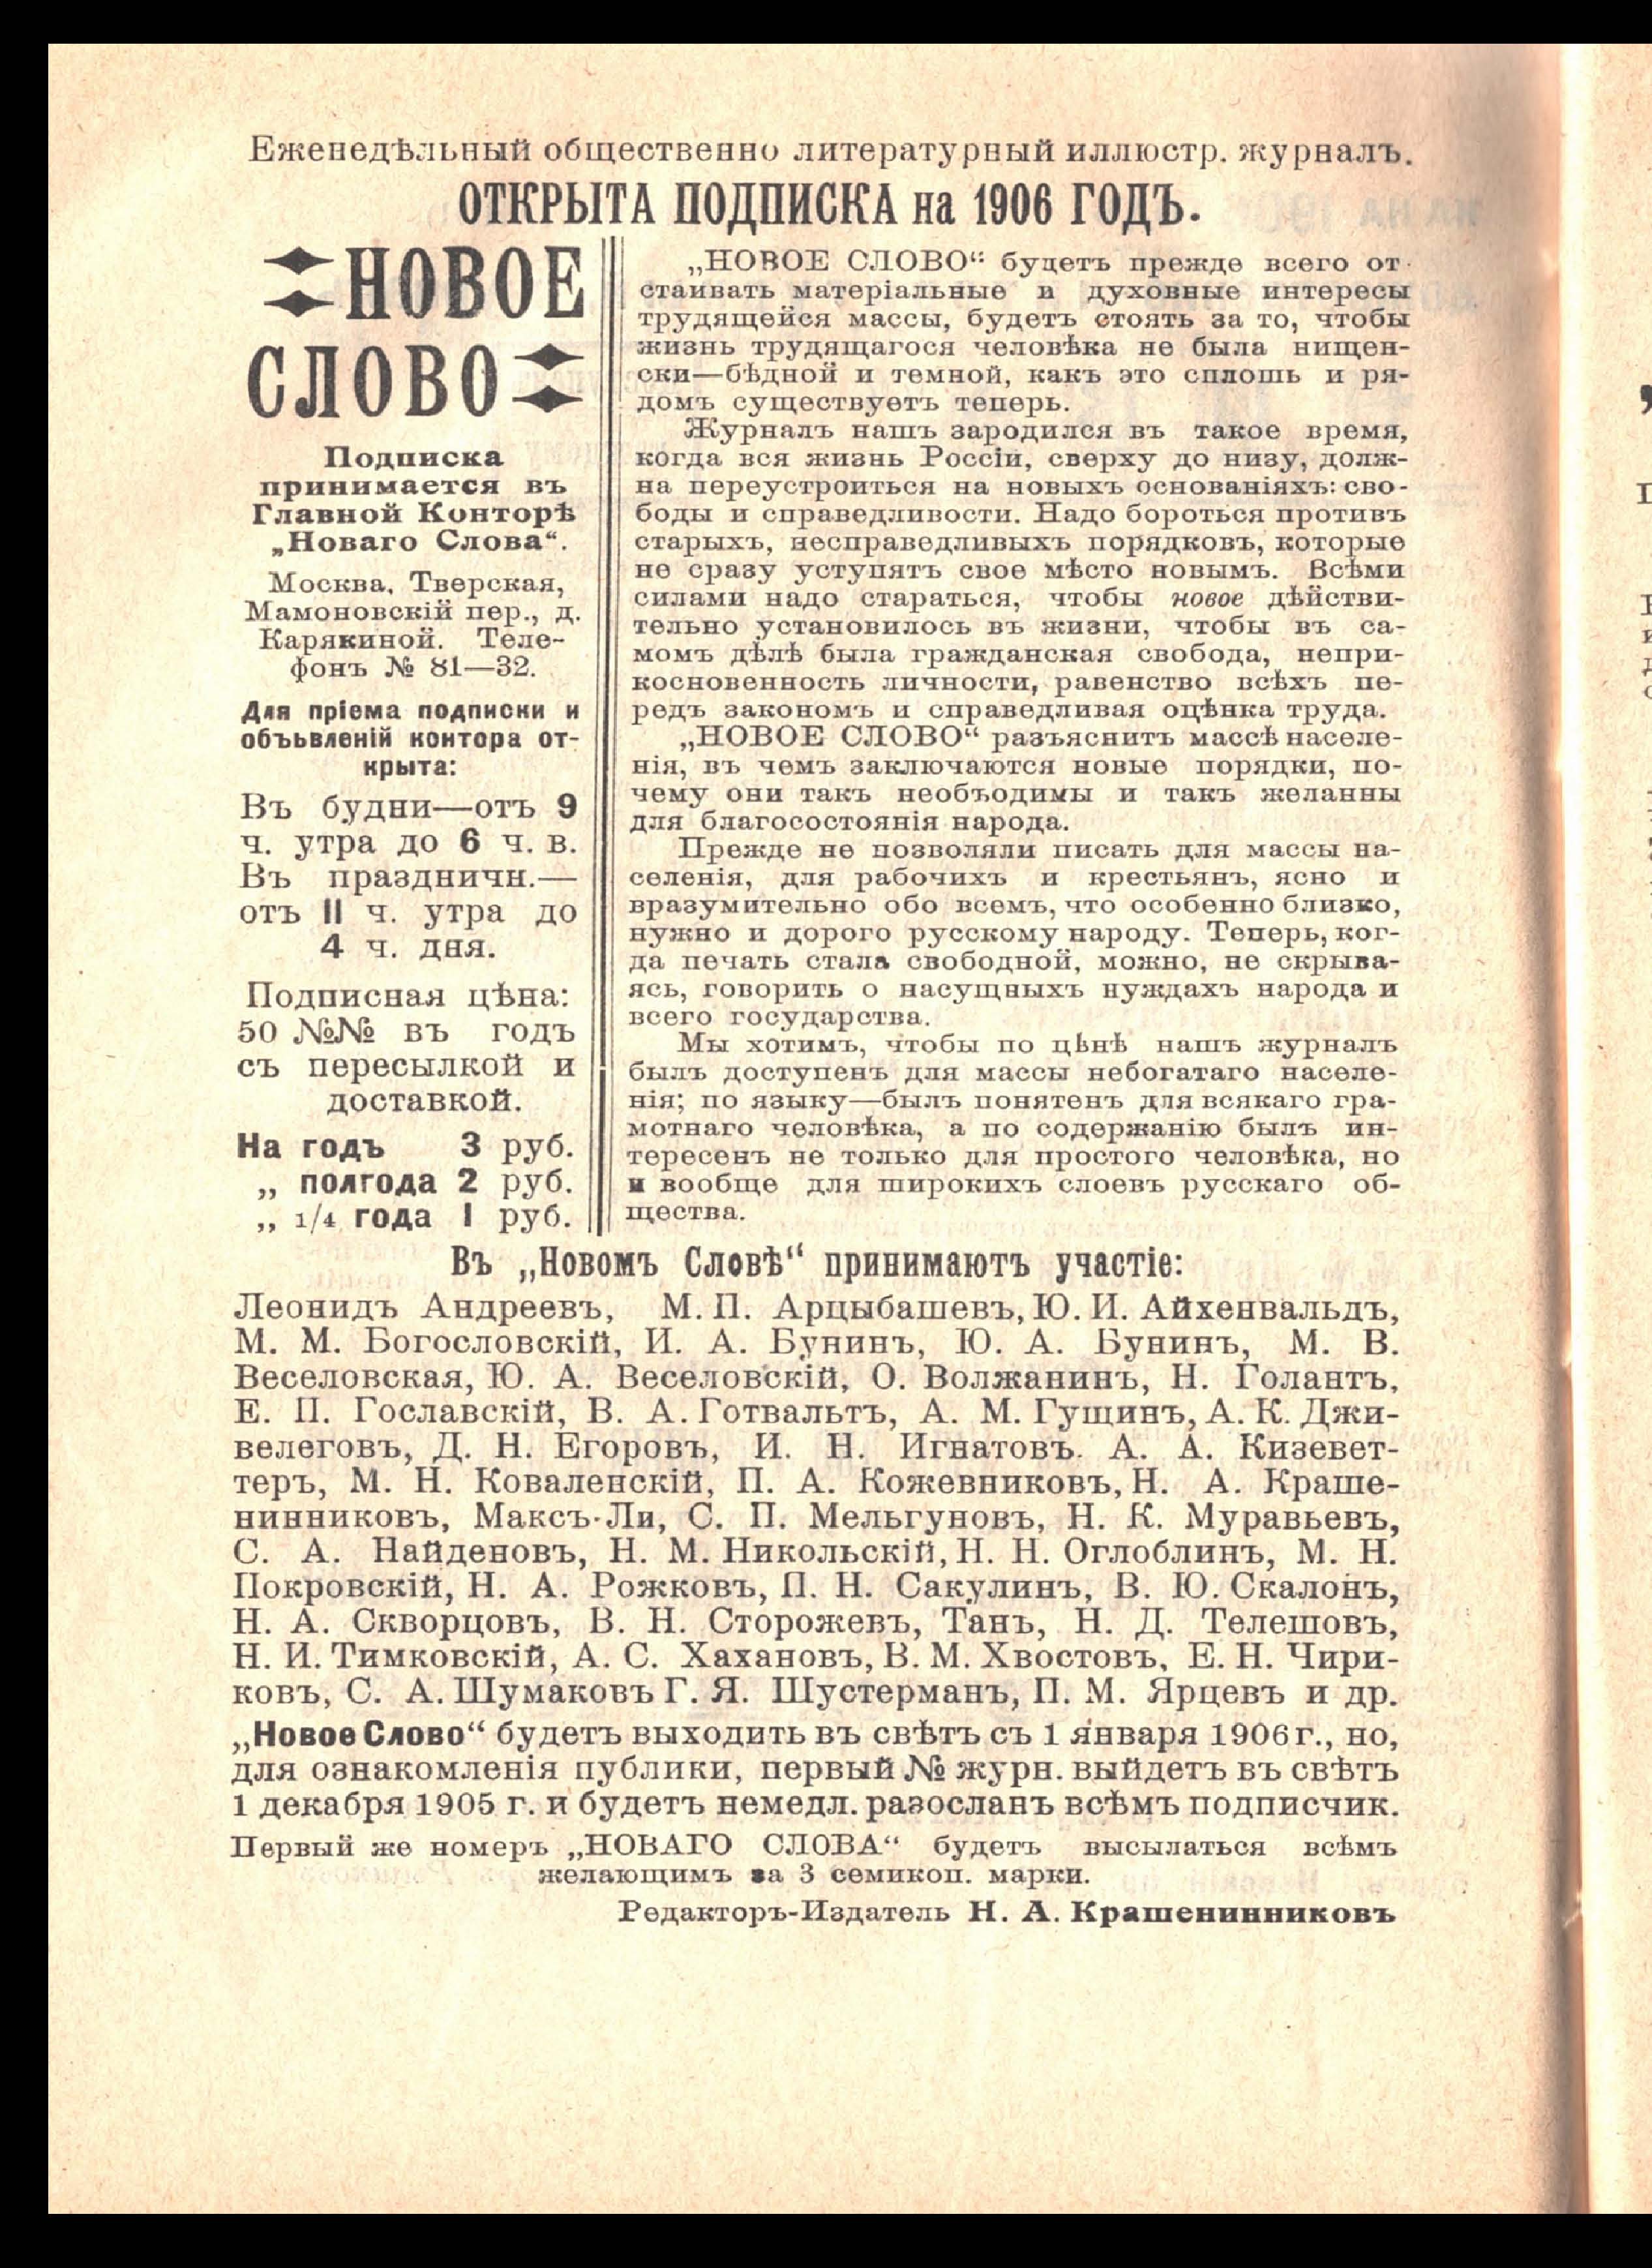 Еженедѣльный общественно литературный иллюстр. журналъ.
ОТКРЫТА ПОДПИСКА на 1906 ГОДЪ.
НОВОЕ
СЛОВО
Подписка
принимается въ
Главной Конторѣ
„Новаго Слова“.
Москва, Тверская,
Мамоновскій пер., д.
Карякиной. Теле-
фонъ № 81—32.
Для пріема подписки и
объьвленій контора от-
крыта:
Въ будни—отъ 9
ч. утра до 6 ч. в.
Въ праздничн.—
отъ 11 ч. утра до
4 ч. дня.
Подписная цѣна:
50 №№ въ годъ
съ пересылкой и
доставкой.
На годъ 3 руб.
„ полгода 2 руб.
„ 1/4 года 1 руб.
„НОВОЕ СЛОВО“ будетъ прежде всего от-
стаивать матеріальные и духовные интересы
трудящейся массы, будетъ стоять за то, чтобы
жизнь трудящагося человѣка не была нищен-
ски—бѣдной и темной, какъ это сплошь и ря-
домъ существуетъ теперь.
Журналъ нашъ зародился въ такое время,
когда вся жизнь Россіи, сверху до низу, долж-
на переустроиться на новыхъ основаніяхъ: сво-
боды и справедливости. Надо бороться противъ
старыхъ, несправедливыхъ порядковъ, которые
не сразу уступятъ свое мѣсто новымъ. Всѣми
силами надо стараться, чтобы новое дѣйстви-
тельно установилось въ жизни, чтобы въ са-
момъ дѣлѣ была гражданская свобода, непри-
косновенность личности, равенство всѣхъ пе-
редъ закономъ и справедливая оцѣнка труда.
„НОВОЕ СЛОВО“ разъяснитъ массѣ населе-
нія, въ чемъ заключаются новые порядки, по-
чему они такъ необъодимы и такъ желанны
для благосостоянія народа.
Прежде не позволяли писать для массы на-
селенія, для рабочихъ и крестьянъ, ясно и
вразумительно обо всемъ, что особенно близко,
нужно и дорого русскому народу. Теперь, ког-
да печать стала свободной, можно, не скрыва-
ясь, говорить о насущныхъ нуждахъ народа и
всего государства.
Мы хотимъ, чтобы по цѣнѣ нашъ журналъ
былъ доступенъ для массы небогатаго населе-
нія; по языку—былъ понятенъ для всякаго гра-
мотнаго человѣка, а по содержанію былъ ин-
тересенъ не только для простого человѣка, но
и вообще для широкихъ слоевъ русскаго об-
щества.
Въ „Новомъ Словѣ“ принимаютъ участіе:
Леонидъ Андреевъ, М. П. Арцыбашевъ, Ю. И. Айхенвальдъ,
М. М. Богословскій, И. А. Бунинъ, Ю. А. Бунинъ, М. В.
Веселовская, Ю. А. Веселовскій, О. Волжанинъ, Н. Голантъ,
Е. П. Гославскій, В. А. Готвальтъ, А. М. Гущинъ, А. К. Джи-
велеговъ, Д. Н. Егоровъ, И. Н. Игнатовъ. А. А. Кизевет-
теръ, М. Н. Коваленскій, П. А. Кожевниковъ, Н. А. Краше-
нинниковъ, Максъ-Ли, С. П. Мельгуновъ, Н. К. Муравьевъ,
С. А. Найденовъ, Н. М. Никольскій, Н. Н. Оглоблинъ, М. Н.
Покровскій, Н. А. Рожковъ, П. Н. Сакулинъ, В. Ю. Скалонъ,
Н. А. Скворцовъ, В. Н. Сторожевъ, Танъ, Н. Д. Телешовъ,
Н. И. Тимковскій, А. С. Хахановъ, В. М. Хвостовъ, Е. Н. Чири-
ковъ, С. А. Шумаковъ Г. Я. Шустерманъ, П. М. Ярцевъ и др.
„Новое Слово“ будетъ выходить въ свѣтъ съ 1 января 1906 г., но,
для ознакомленія публики, первый № журн. выйдетъ въ свѣтъ
1 декабря 1905 г. и будетъ немедл. разосланъ всѣмъ подписчик.
Первый же номеръ „НОВАГО СЛОВА“ будетъ высылаться всѣмъ
желающимъ за 3 семикоп. марки.
Редакторъ-Издатель Н. А. Крашенинниковъ